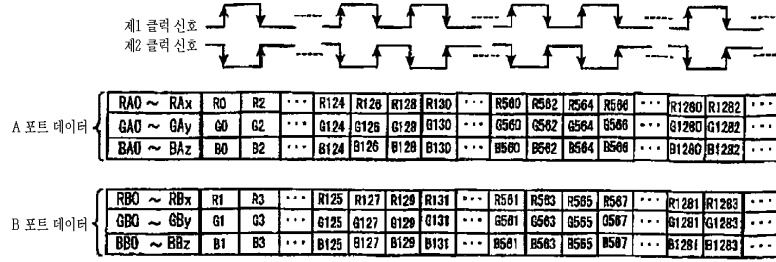 제1 클럭 신호
제2 클럭 신호
A 포트 데이터
RA0 ~ RAx R0 R2 ··· R124 R126 R128 R130 ··· R560 R562 R564 R566 ··· R1280 R1282 ···
GA0 ~ GAy G0 G2 ··· G124 G126 G128 G130 ··· G560 G562 G564 G566 ··· G1280 G1282 ···
BA0 ~ BAz B0 B2 ··· B124 B126 B128 B130 ··· B560 B562 B564 B566 ··· B1280 B1282 ···
B 포트 데이터
RB0 ~ RBx R1 R3 ··· R125 R127 R129 R131 ··· R561 R563 R565 R567 ··· R1281 R1283 ···
GB0 ~ GBy G1 G3 ··· G125 G127 G129 G131 ··· G561 G563 G565 G567 ··· G1281 G1283 ···
BB0 ~ BBz B1 B3 ··· B125 B127 B129 B131 ··· B561 B563 B565 B567 ··· B1281 B1283 ···